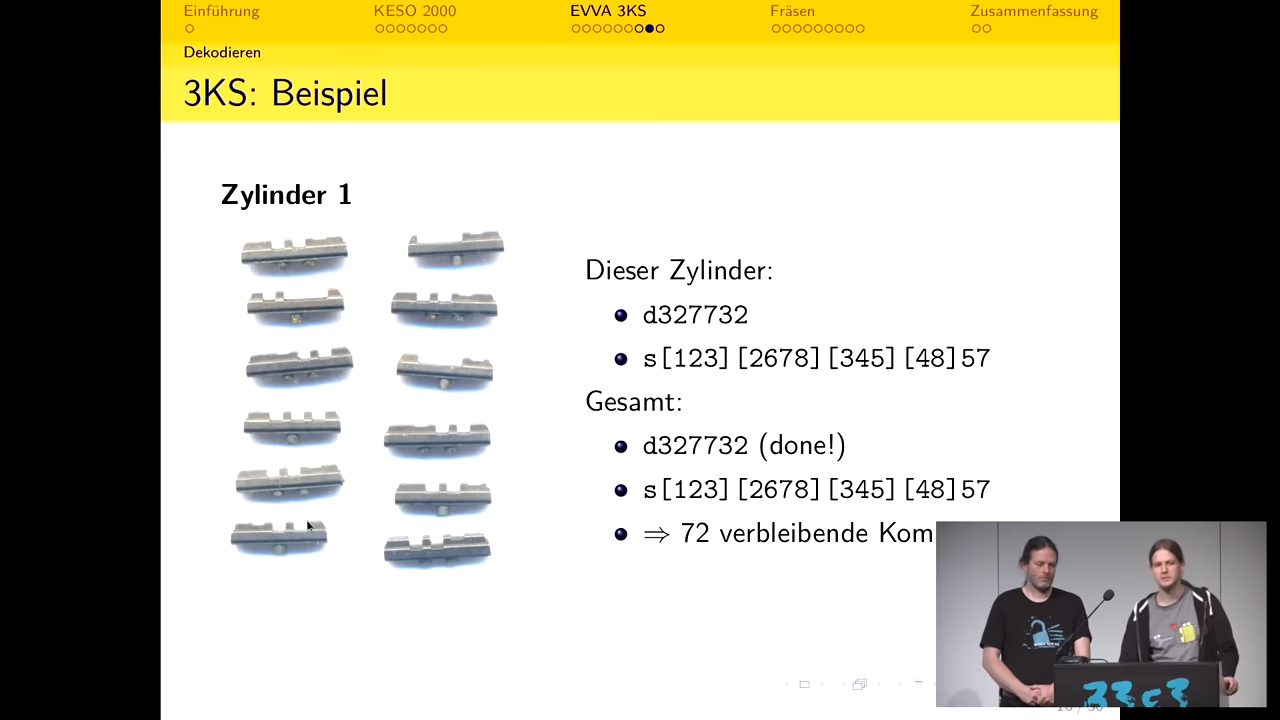 Einführung KESO 2000 EVVA 3KS Fräsen Zusammenfassung
Dekodieren
3KS: Beispiel
Zylinder 1
Dieser Zylinder:
d327732
s[123][2678][345][48]57
Gesamt:
d327732 (done!)
s[123][2678][345][48]57
⇒ 72 verbleibende Kom
33c3